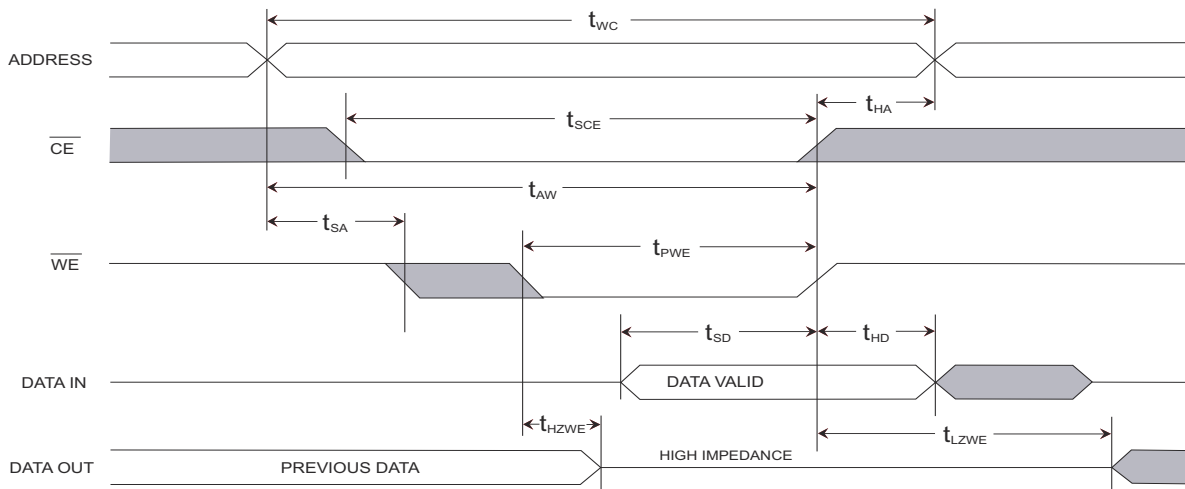 tWC
ADDRESS
tHA
tSCE
CE
tAW
tSA
tPWE
WE
tSD
tHD
DATA IN
DATA VALID
tHZWE
tLZWE
HIGH IMPEDANCE
DATA OUT
PREVIOUS DATA